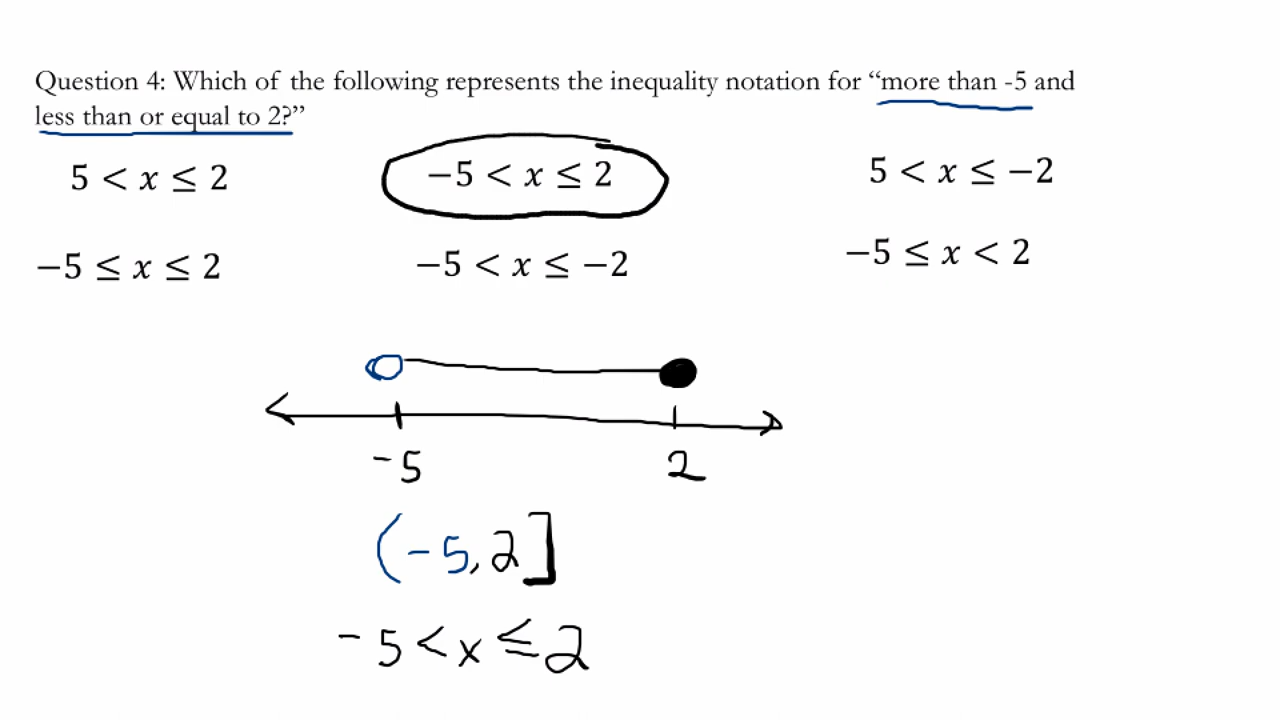 Question 4: Which of the following represents the inequality notation for “more than -5 and
less than or equal to 2?”
5 < x ≤ 2
−5 < x ≤ 2
5 < x ≤ −2
−5 ≤ x ≤ 2
−5 < x ≤ −2
−5 ≤ x < 2
-5 2
(-5,2]
-5<x≤2